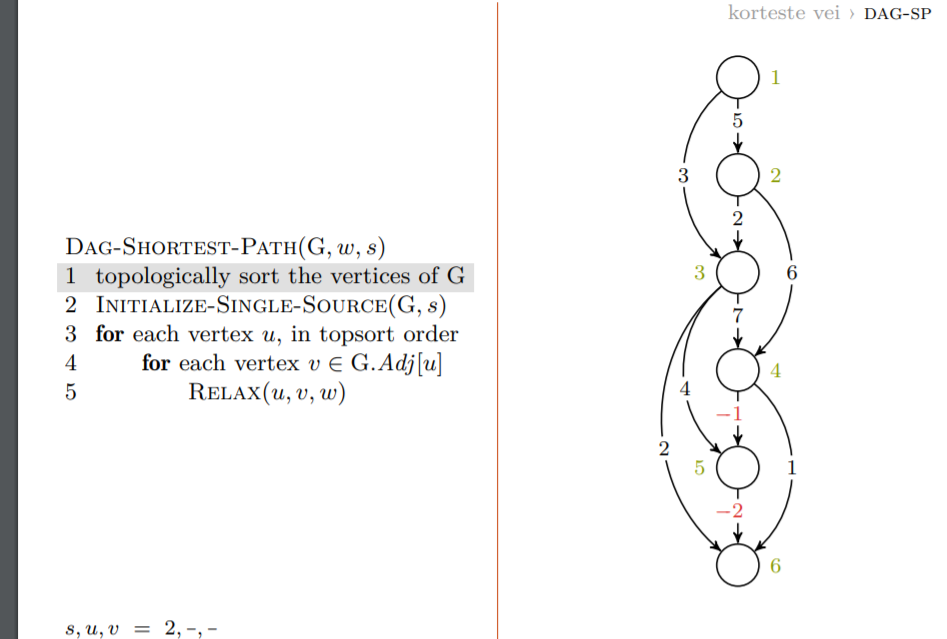 korteste vei › DAG-SP
DAG-SHORTEST-PATH(G, w, s)
1 topologically sort the vertices of G
2 INITIALIZE-SINGLE-SOURCE(G, s)
3 for each vertex u, in topsort order
4 for each vertex v ∈ G.Adj[u]
5 RELAX(u, v, w)
s, u, v = 2, –, –
1
5
3
2
2
3
6
7
4
4
−1
2
5
1
−2
6